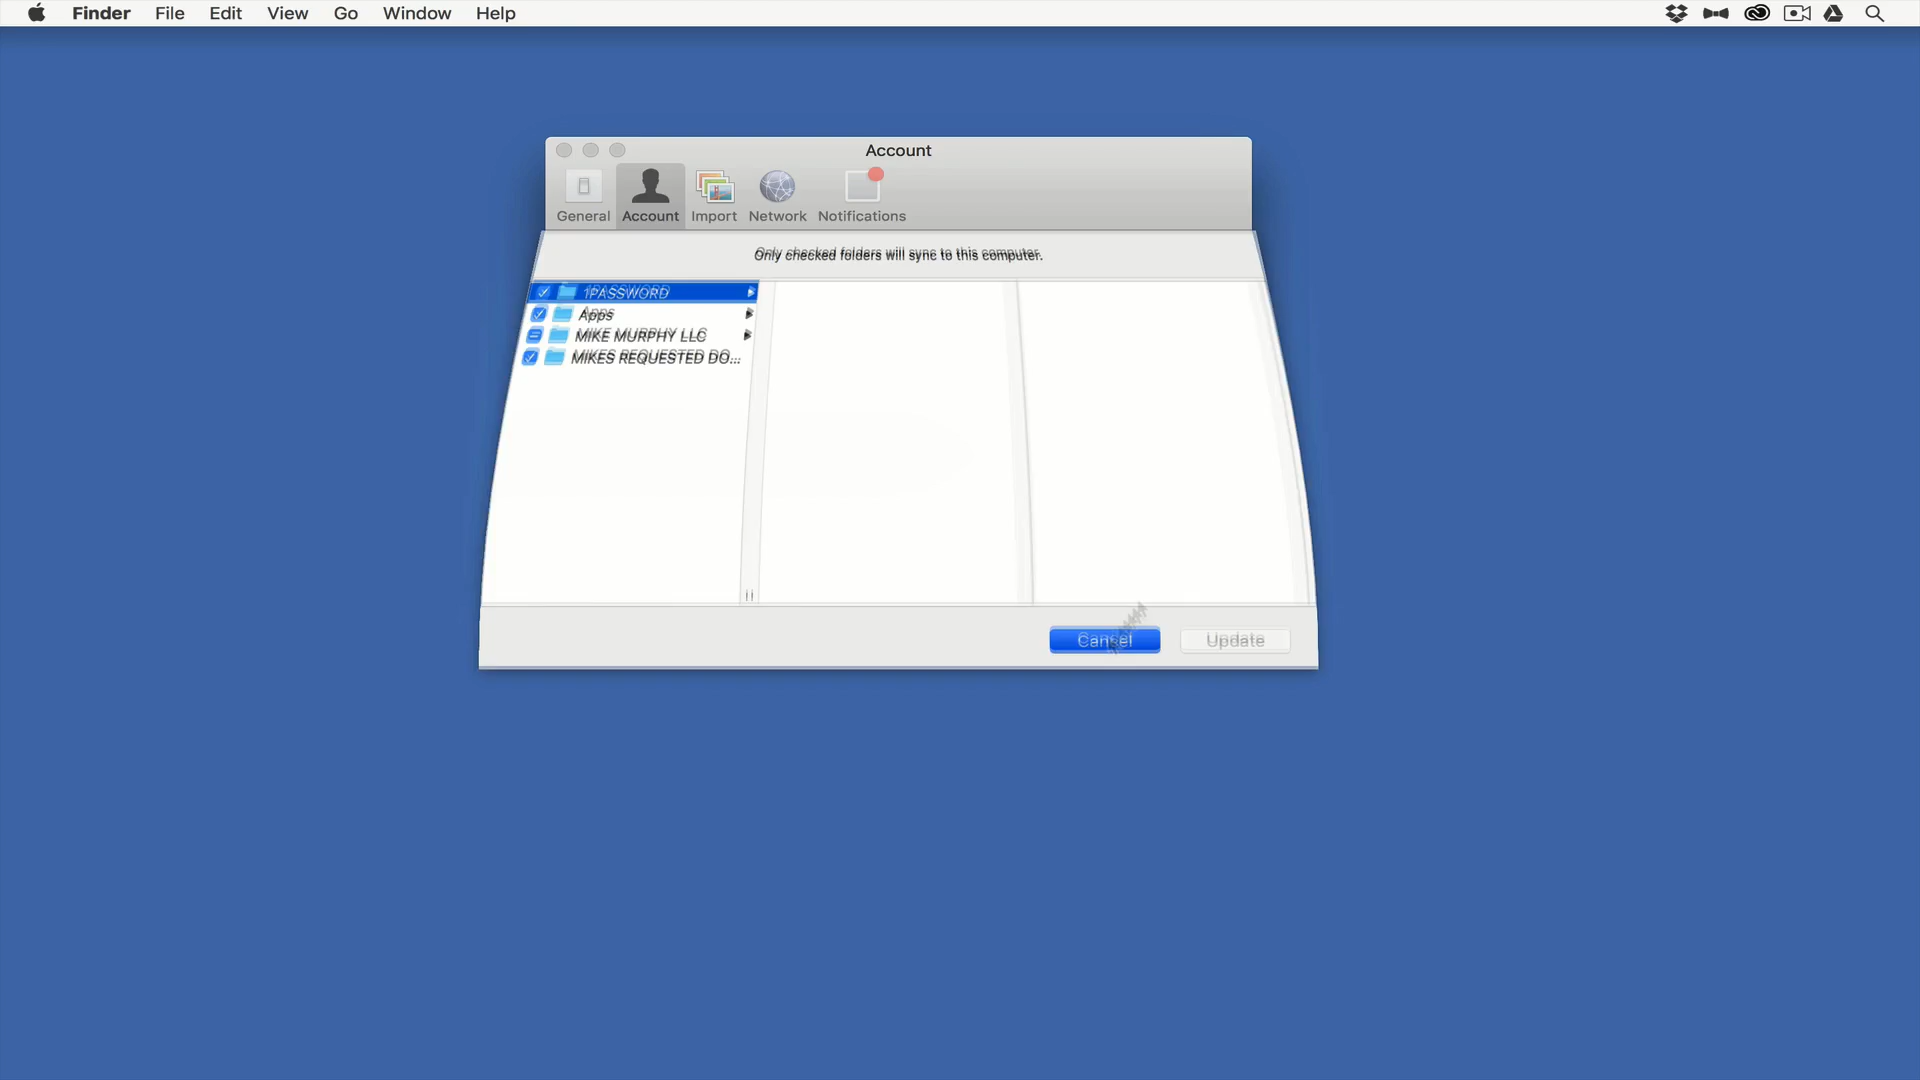 Finder File Edit View Go Window Help
Account
General Account Import Network Notifications
Only checked folders will sync to this computer.
1PASSWORD
Apps
MIKE MURPHY LLC
MIKES REQUESTED DO...
Cancel Update